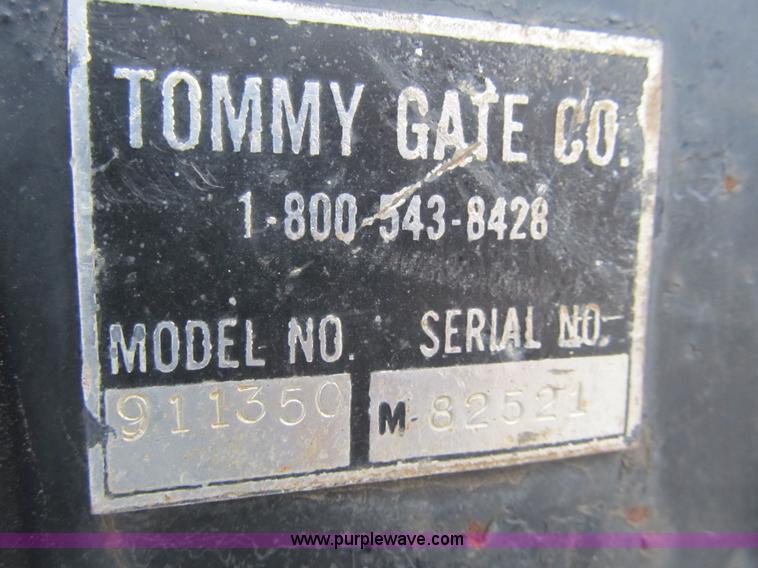 TOMMY GATE CO.
1-800-543-8428
MODEL NO. SERIAL NO.
911350 M 82521
www.purplewave.com